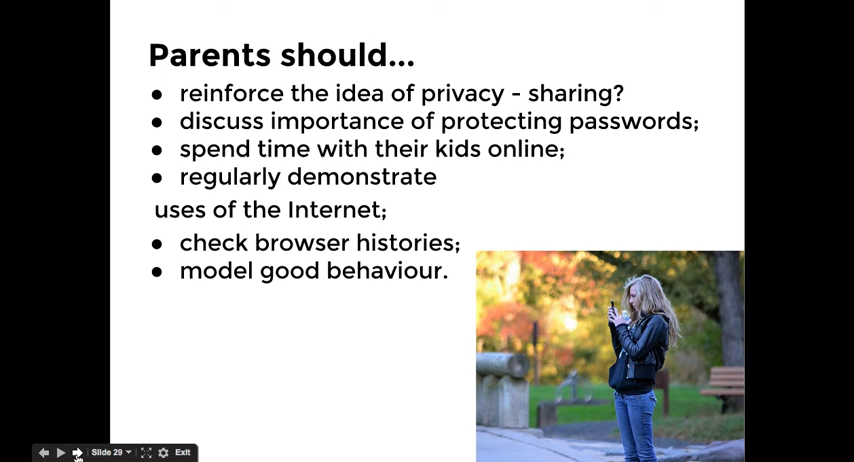 Parents should...
● reinforce the idea of privacy - sharing?
● discuss importance of protecting passwords;
● spend time with their kids online;
● regularly demonstrate
uses of the Internet;
● check browser histories;
● model good behaviour.
Slide 29
Exit